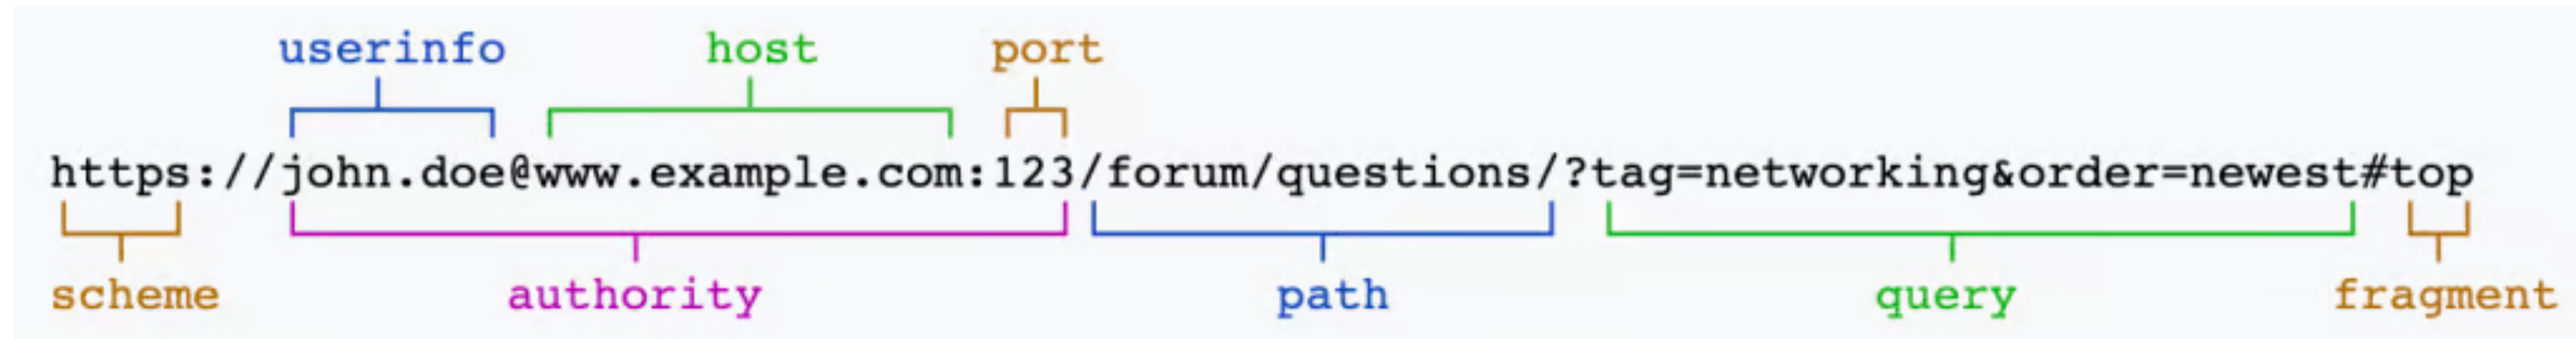 userinfo host port
https://john.doe@www.example.com:123/forum/questions/?tag=networking&order=newest#top
scheme authority path query fragment